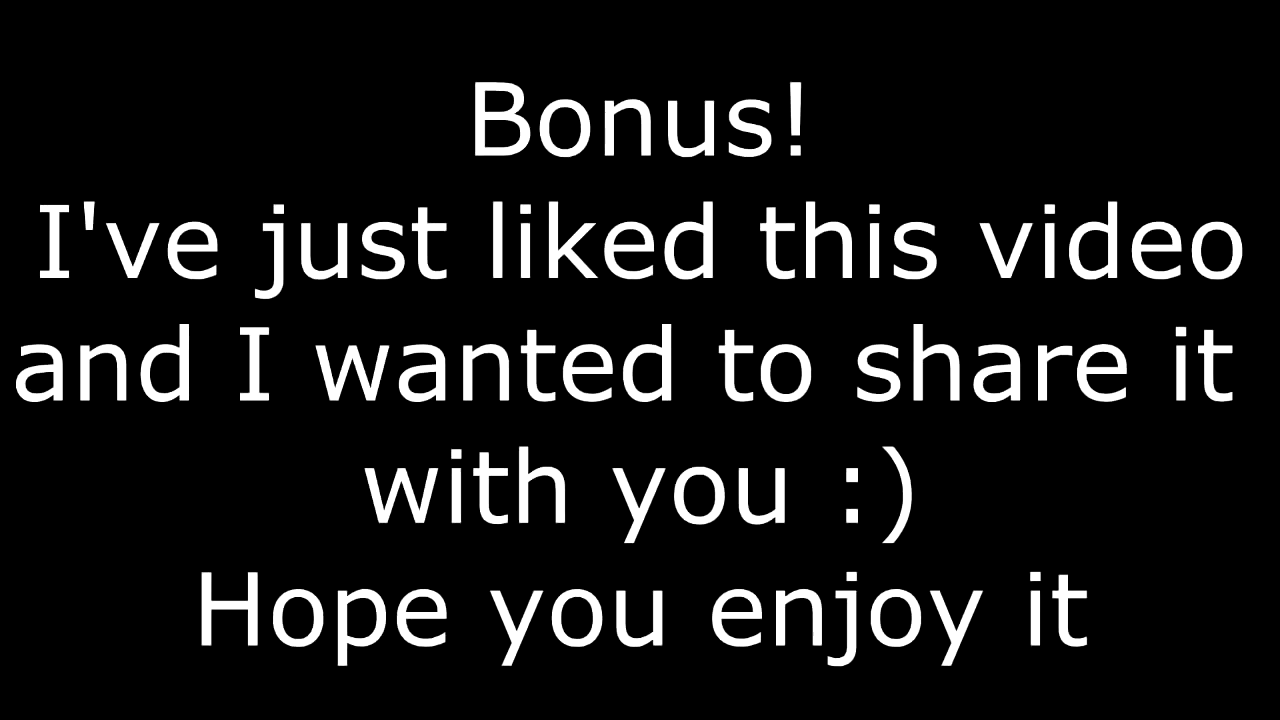 Bonus!
I've just liked this video
and I wanted to share it
with you :)
Hope you enjoy it